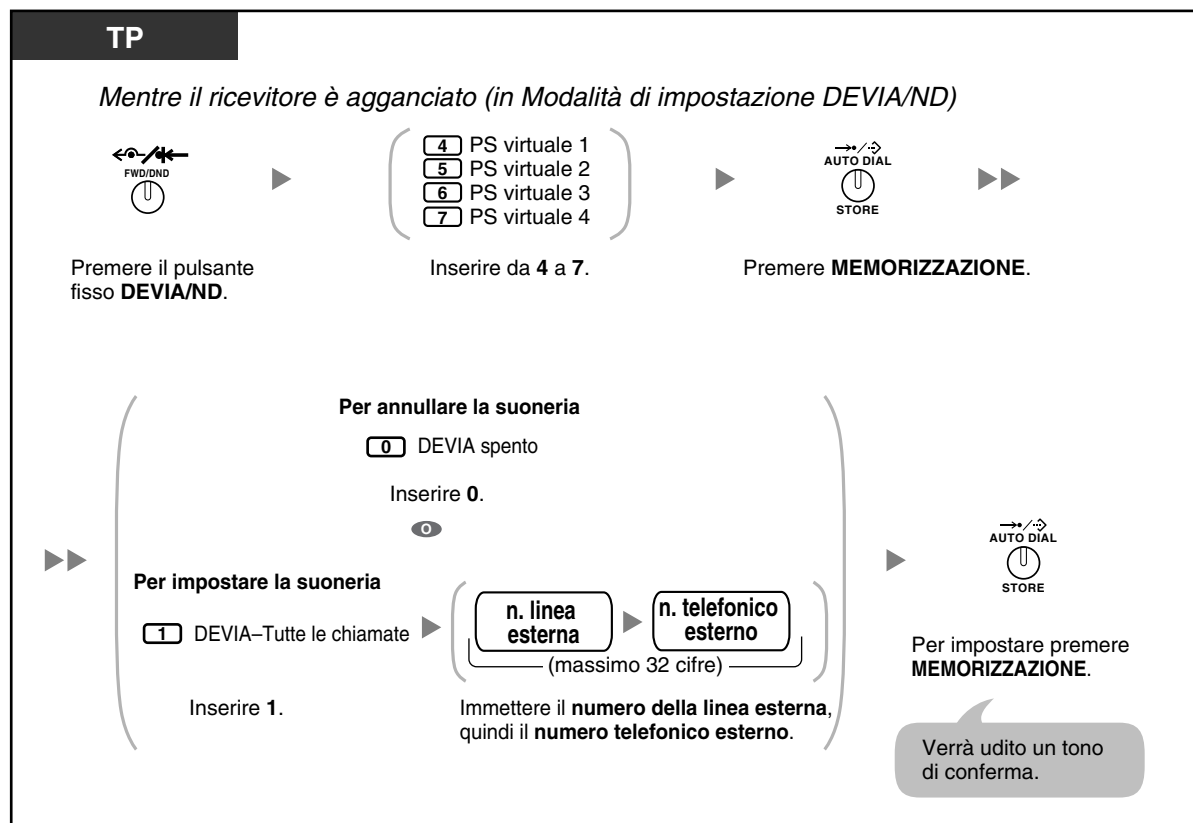 TP
Mentre il ricevitore è agganciato (in Modalità di impostazione DEVIA/ND)
FWD/DND
4 PS virtuale 1
5 PS virtuale 2
6 PS virtuale 3
7 PS virtuale 4
AUTO DIAL
STORE
Premere il pulsante
fisso DEVIA/ND.
Inserire da 4 a 7.
Premere MEMORIZZAZIONE.
Per annullare la suoneria
0 DEVIA spento
Inserire 0.
O
Per impostare la suoneria
1 DEVIA–Tutte le chiamate
n. linea
esterna
n. telefonico
esterno
(massimo 32 cifre)
Inserire 1.
Immettere il numero della linea esterna,
quindi il numero telefonico esterno.
AUTO DIAL
STORE
Per impostare premere
MEMORIZZAZIONE.
Verrà udito un tono
di conferma.